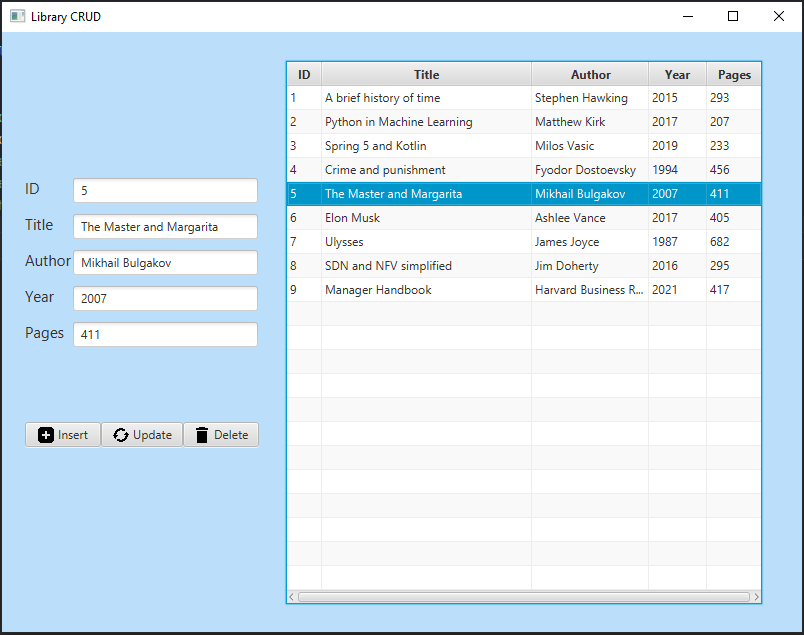 Library CRUD
ID 5
Title The Master and Margarita
Author Mikhail Bulgakov
Year 2007
Pages 411
Insert Update Delete
ID Title Author Year Pages
1 A brief history of time Stephen Hawking 2015 293
2 Python in Machine Learning Matthew Kirk 2017 207
3 Spring 5 and Kotlin Milos Vasic 2019 233
4 Crime and punishment Fyodor Dostoevsky 1994 456
5 The Master and Margarita Mikhail Bulgakov 2007 411
6 Elon Musk Ashlee Vance 2017 405
7 Ulysses James Joyce 1987 682
8 SDN and NFV simplified Jim Doherty 2016 295
9 Manager Handbook Harvard Business R... 2021 417